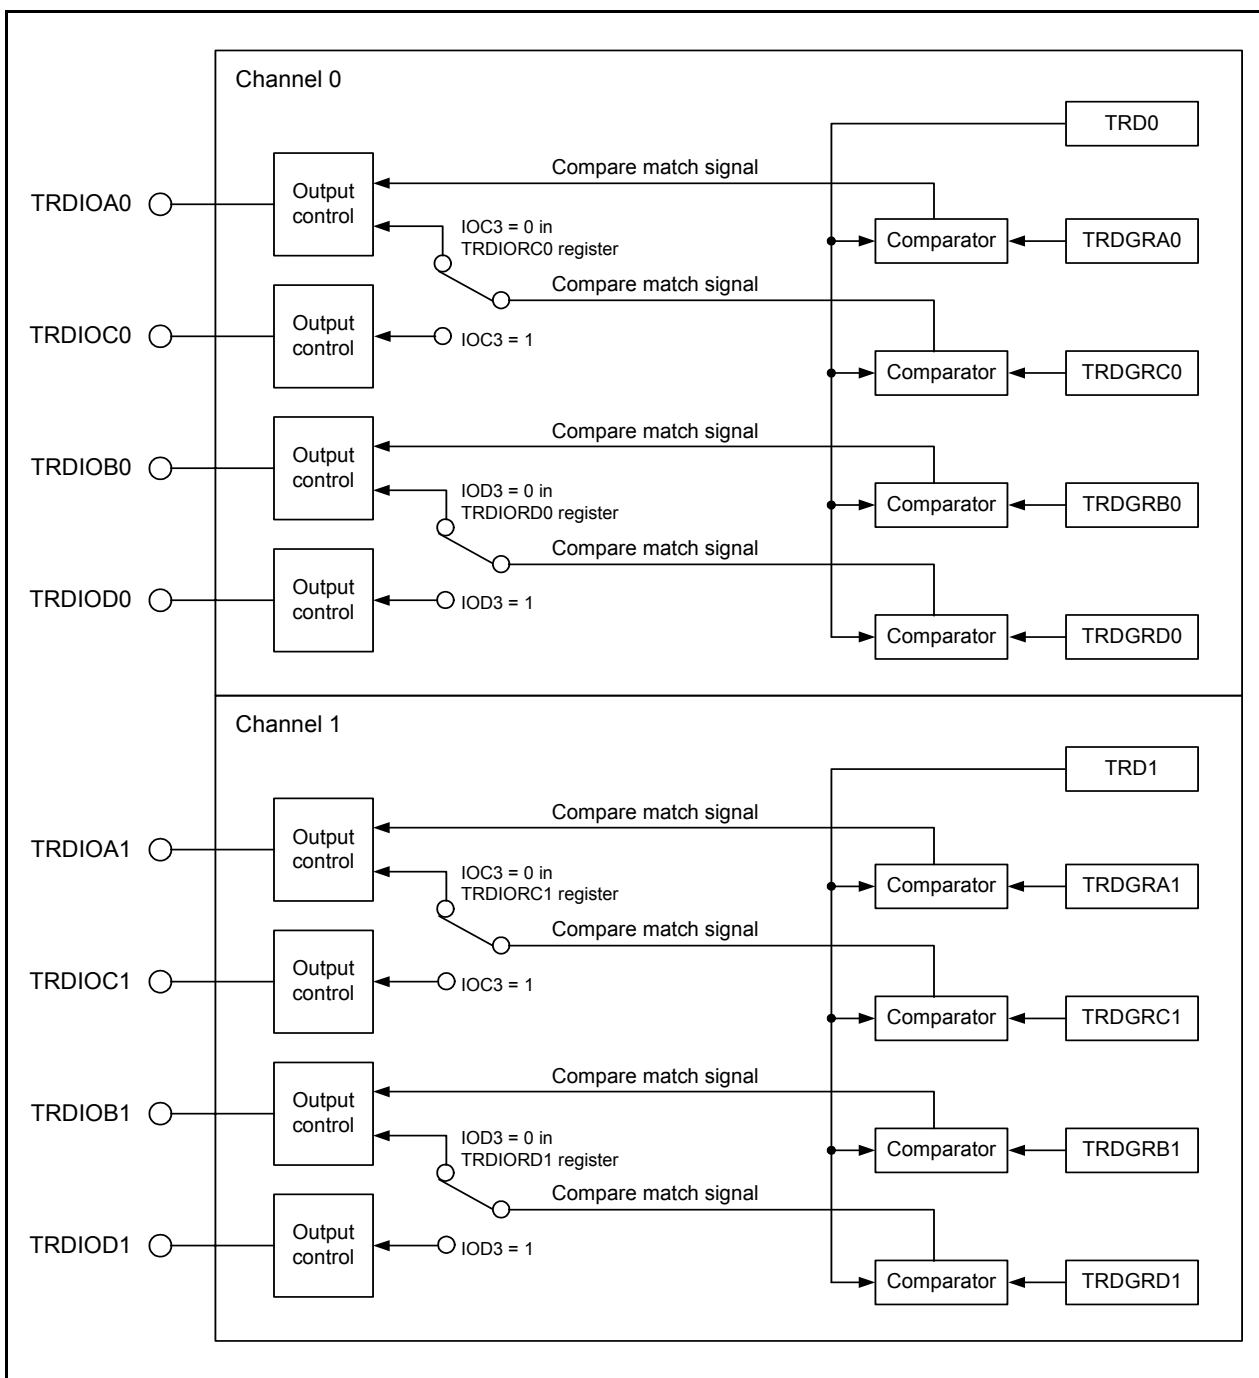 Channel 0
TRD0
Compare match signal
TRDIOA0
Output
control
IOC3 = 0 in
TRDIORC0 register
Comparator
TRDGRA0
Compare match signal
TRDIOC0
Output
control
IOC3 = 1
Comparator
TRDGRC0
Compare match signal
TRDIOB0
Output
control
IOD3 = 0 in
TRDIORD0 register
Comparator
TRDGRB0
Compare match signal
TRDIOD0
Output
control
IOD3 = 1
Comparator
TRDGRD0
Channel 1
TRD1
Compare match signal
TRDIOA1
Output
control
IOC3 = 0 in
TRDIORC1 register
Comparator
TRDGRA1
Compare match signal
TRDIOC1
Output
control
IOC3 = 1
Comparator
TRDGRC1
Compare match signal
TRDIOB1
Output
control
IOD3 = 0 in
TRDIORD1 register
Comparator
TRDGRB1
Compare match signal
TRDIOD1
Output
control
IOD3 = 1
Comparator
TRDGRD1